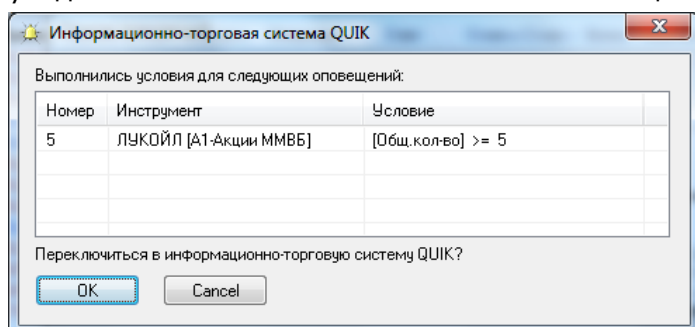 Информационно-торговая система QUIK
Выполнились условия для следующих оповещений:
Номер Инструмент Условие
5 ЛУКОЙЛ [А1-Акции ММВБ] [Общ.кол-во] >= 5
Переключиться в информационно-торговую систему QUIK?
OK Cancel